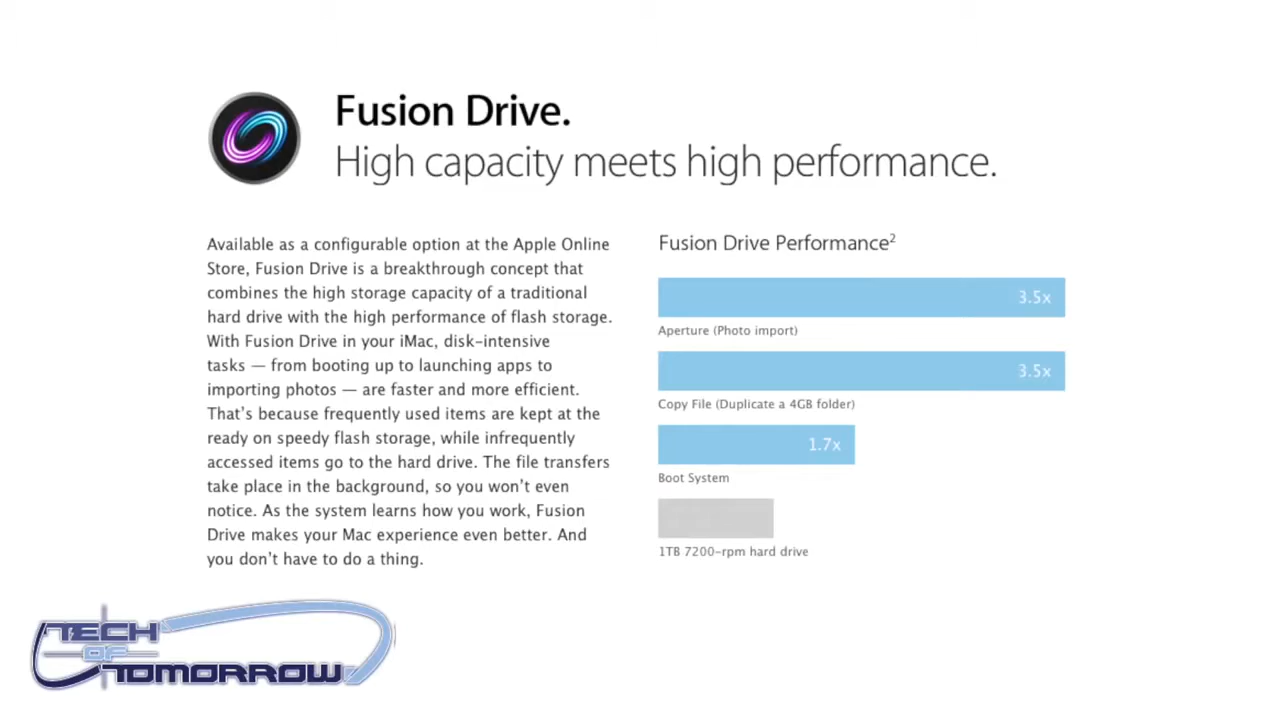 Fusion Drive.
High capacity meets high performance.
Available as a configurable option at the Apple Online
Store, Fusion Drive is a breakthrough concept that
combines the high storage capacity of a traditional
hard drive with the high performance of flash storage.
With Fusion Drive in your iMac, disk-intensive
tasks — from booting up to launching apps to
importing photos — are faster and more efficient.
That’s because frequently used items are kept at the
ready on speedy flash storage, while infrequently
accessed items go to the hard drive. The file transfers
take place in the background, so you won’t even
notice. As the system learns how you work, Fusion
Drive makes your Mac experience even better. And
you don’t have to do a thing.
Fusion Drive Performance²
3.5x
Aperture (Photo import)
3.5x
Copy File (Duplicate a 4GB folder)
1.7x
Boot System
1TB 7200-rpm hard drive
TECH
OF
TOMORROW